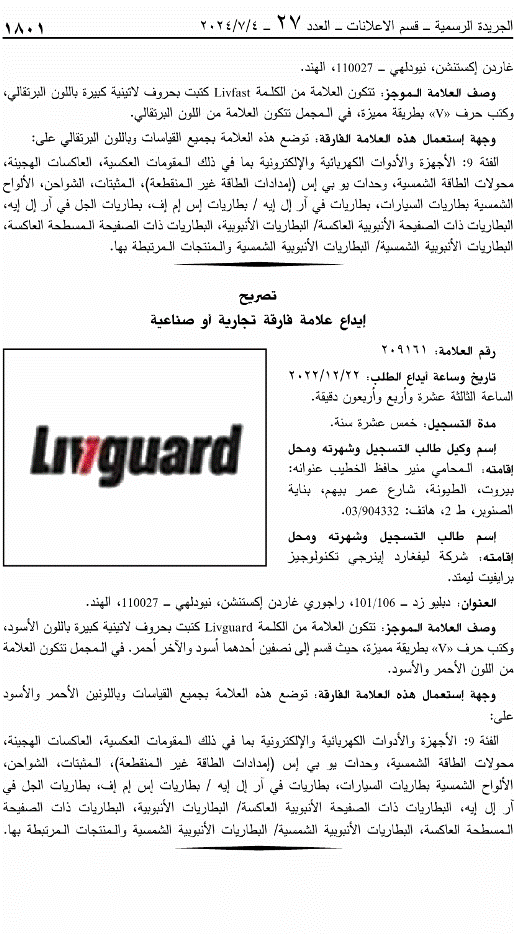 الجريدة الرسمية ــ قسم الاعلانات ــ العدد ٢٧ ــ ٢٠٢٤/٧/٤
١٨٠١
غاردن إكستنشن، نيودلهي ــ 110027، الهند.
وصف العلامة الموجز: تتكون العلامة من الكلمة Livfast كتبت بحروف لاتينية كبيرة باللون البرتقالي،
وكتب حرف «V» بطريقة مميزة، في المجمل تتكون العلامة من اللون البرتقالي.
وجهة إستعمال هذه العلامة الفارقة: توضع هذه العلامة بجميع القياسات وباللون البرتقالي على:
الفئة 9: الأجهزة والأدوات الكهربائية والإلكترونية بما في ذلك المقومات العكسية، العاكسات الهجينة،
محولات الطاقة الشمسية، وحدات يو بي إس (إمدادات الطاقة غير المنقطعة)، المثبتات، الشواحن، الألواح
الشمسية بطاريات السيارات، بطاريات في آر إل إيه / بطاريات إس إم إف، بطاريات الجل في آر إل إيه،
البطاريات ذات الصفيحة الأنبوبية العاكسة/ البطاريات الأنبوبية، البطاريات ذات الصفيحة المسطحة العاكسة،
البطاريات الأنبوبية الشمسية/ البطاريات الأنبوبية الشمسية والمنتجات المرتبطة بها.
تصريح
إيداع علامة فارقة تجارية أو صناعية
رقم العلامة: ٢٠٩١٦١
تاريخ وساعة أيداع الطلب: ٢٠٢٢/١٢/٢٢
الساعة الثالثة عشرة وأربع وأربعون دقيقة.
مدة التسجيل: خمس عشرة سنة.
إسم وكيل طالب التسجيل وشهرته ومحل
إقامته: المحامي منير حافظ الخطيب عنوانه:
بيروت، الطيونة، شارع عمر بيهم، بناية
الصنوبر، ط 2، هاتف: 03/904332.
إسم طالب التسجيل وشهرته ومحل
إقامته: شركة ليفغارد إينرجي تكنولوجيز
برايفيت ليمتد.
Livguard
العنوان: دبليو زد ــ 101/106، راجوري غاردن إكستنشن، نيودلهي ــ 110027، الهند.
وصف العلامة الموجز: تتكون العلامة من الكلمة Livguard كتبت بحروف لاتينية كبيرة باللون الأسود،
وكتب حرف «V» بطريقة مميزة، حيث قسم إلى نصفين أحدهما أسود والآخر أحمر. في المجمل تتكون العلامة
من اللون الأحمر والأسود.
وجهة إستعمال هذه العلامة الفارقة: توضع هذه العلامة بجميع القياسات وباللونين الأحمر والأسود
على:
الفئة 9: الأجهزة والأدوات الكهربائية والإلكترونية بما في ذلك المقومات العكسية، العاكسات الهجينة،
محولات الطاقة الشمسية، وحدات يو بي إس (إمدادات الطاقة غير المنقطعة)، المثبتات، الشواحن،
الألواح الشمسية بطاريات السيارات، بطاريات في آر إل إيه / بطاريات إس إم إف، بطاريات الجل في
آر إل إيه، البطاريات ذات الصفيحة الأنبوبية العاكسة/ البطاريات الأنبوبية، البطاريات ذات الصفيحة
المسطحة العاكسة، البطاريات الأنبوبية الشمسية/ البطاريات الأنبوبية الشمسية والمنتجات المرتبطة بها.